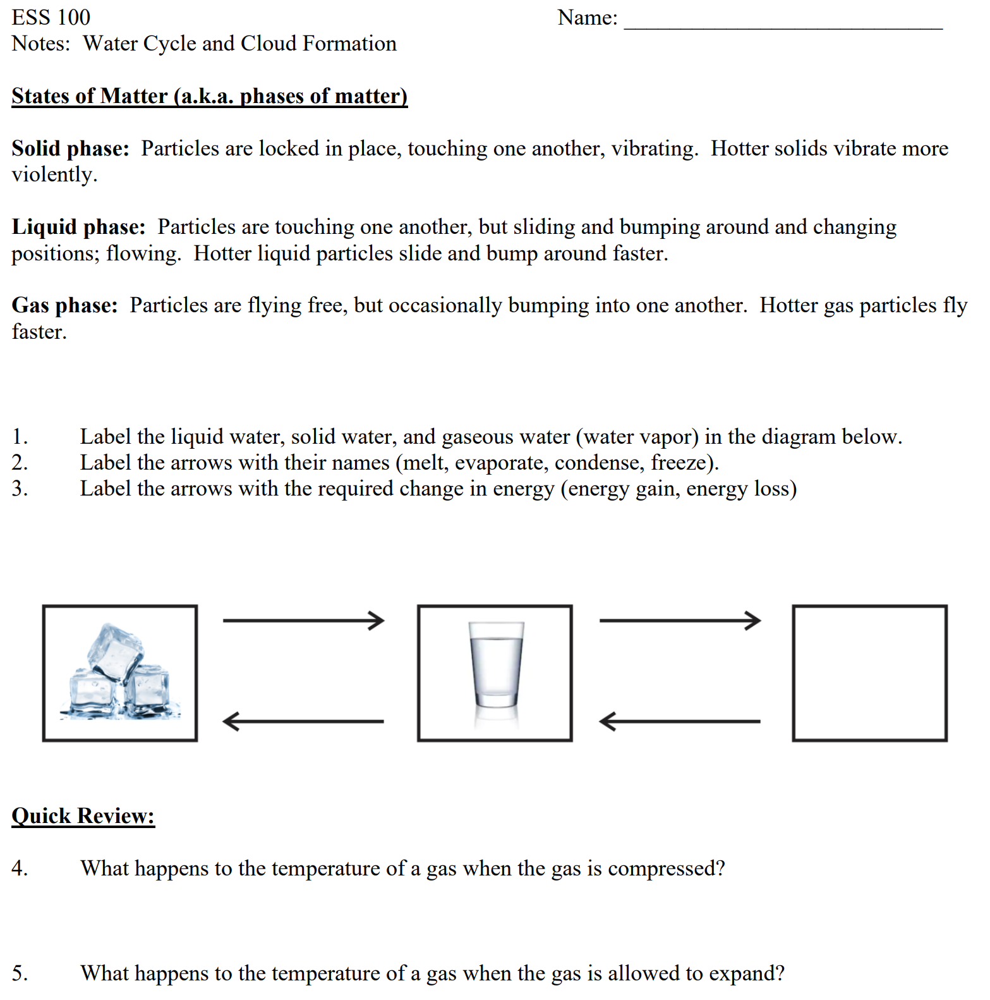 ESS 100 Name: ____________________________
Notes:  Water Cycle and Cloud Formation
States of Matter (a.k.a. phases of matter)
Solid phase:  Particles are locked in place, touching one another, vibrating.  Hotter solids vibrate more
violently.
Liquid phase:  Particles are touching one another, but sliding and bumping around and changing
positions; flowing.  Hotter liquid particles slide and bump around faster.
Gas phase:  Particles are flying free, but occasionally bumping into one another.  Hotter gas particles fly
faster.
1. Label the liquid water, solid water, and gaseous water (water vapor) in the diagram below.
2. Label the arrows with their names (melt, evaporate, condense, freeze).
3. Label the arrows with the required change in energy (energy gain, energy loss)
Quick Review:
4. What happens to the temperature of a gas when the gas is compressed?
5. What happens to the temperature of a gas when the gas is allowed to expand?